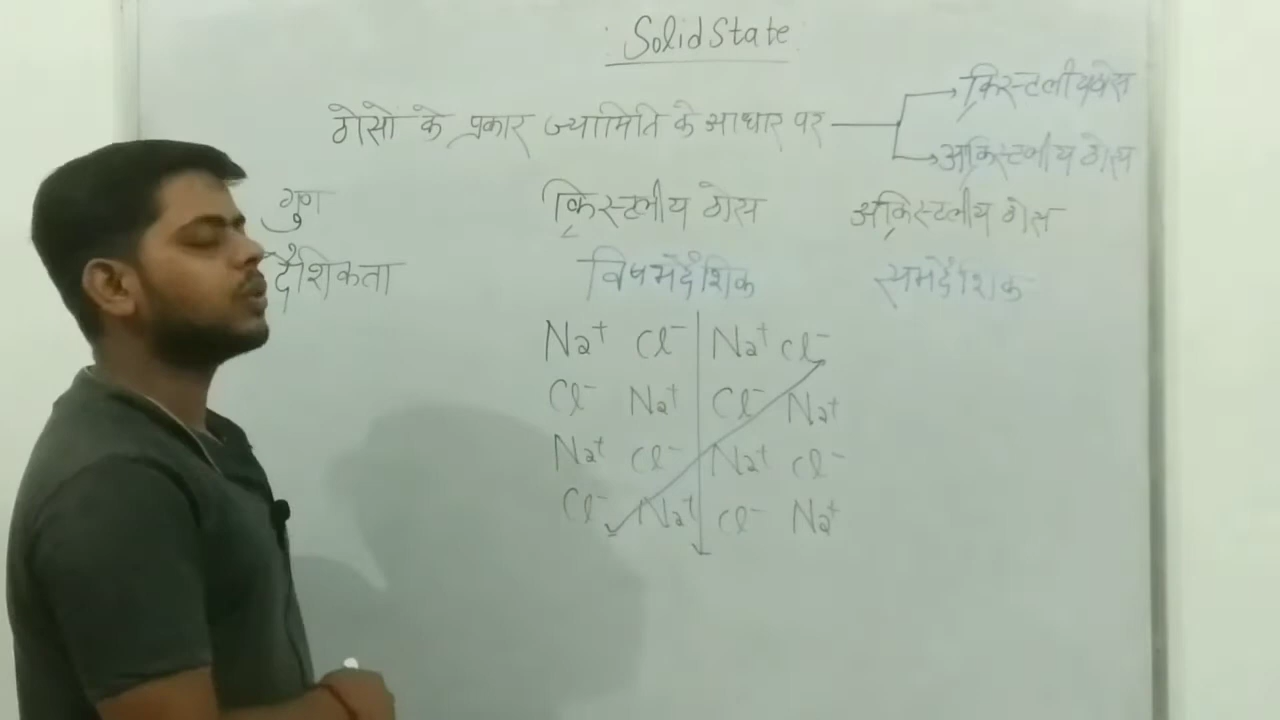 Solid State
ठोसों के प्रकार ज्यामिति के आधार पर
क्रिस्टलीय ठोस
अक्रिस्टलीय ठोस
गुण क्रिस्टलीय ठोस अक्रिस्टलीय ठोस
दैशिकता विषमदैशिक समदैशिक
Na⁺ Cl⁻ Na⁺ Cl⁻
Cl⁻ Na⁺ Cl⁻ Na⁺
Na⁺ Cl⁻ Na⁺ Cl⁻
Cl⁻ Na⁺ Cl⁻ Na⁺